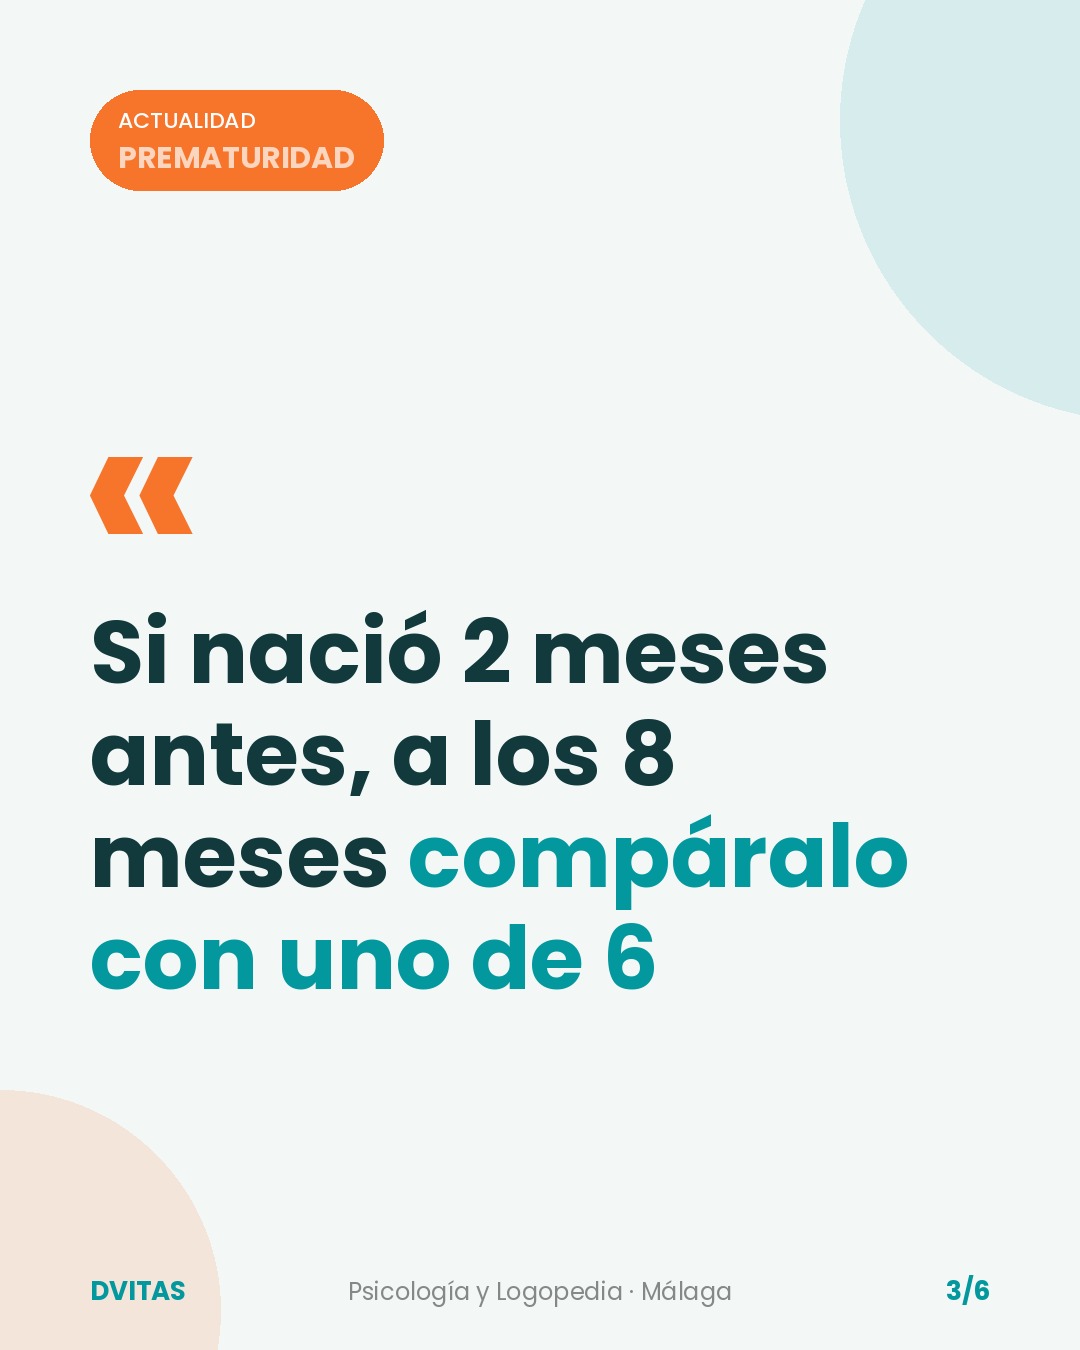 ACTUALIDAD
PREMATURIDAD
«
Si nació 2 meses
antes, a los 8
meses compáralo
con uno de 6
DVITAS
Psicología y Logopedia · Málaga
3/6